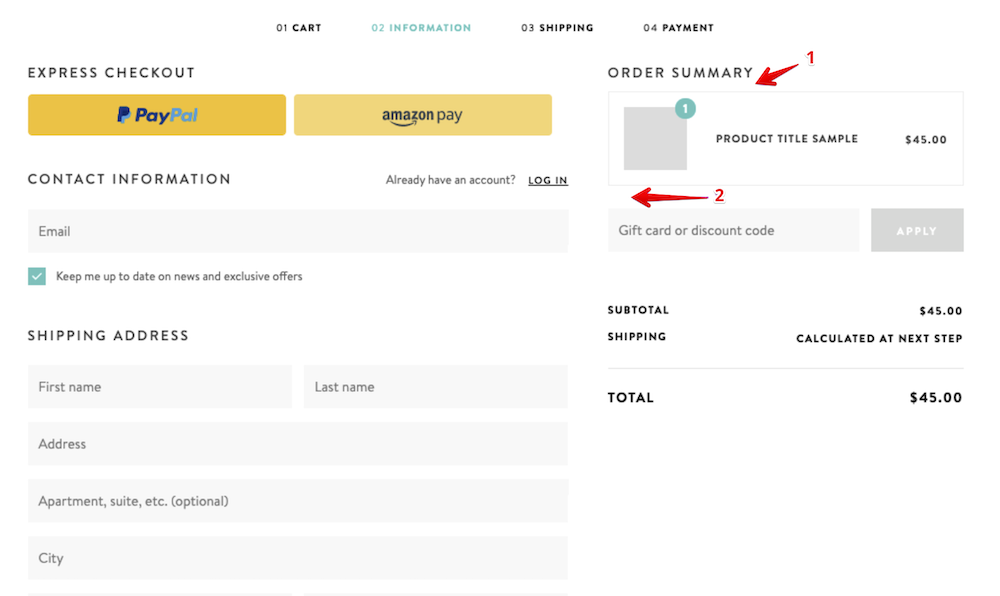 01 CART 02 INFORMATION 03 SHIPPING 04 PAYMENT
EXPRESS CHECKOUT
PayPal
amazon pay
CONTACT INFORMATION
Already have an account? LOG IN
Email
Keep me up to date on news and exclusive offers
SHIPPING ADDRESS
First name
Last name
Address
Apartment, suite, etc. (optional)
City
ORDER SUMMARY
1
1
PRODUCT TITLE SAMPLE $45.00
2
Gift card or discount code
APPLY
SUBTOTAL $45.00
SHIPPING CALCULATED AT NEXT STEP
TOTAL $45.00